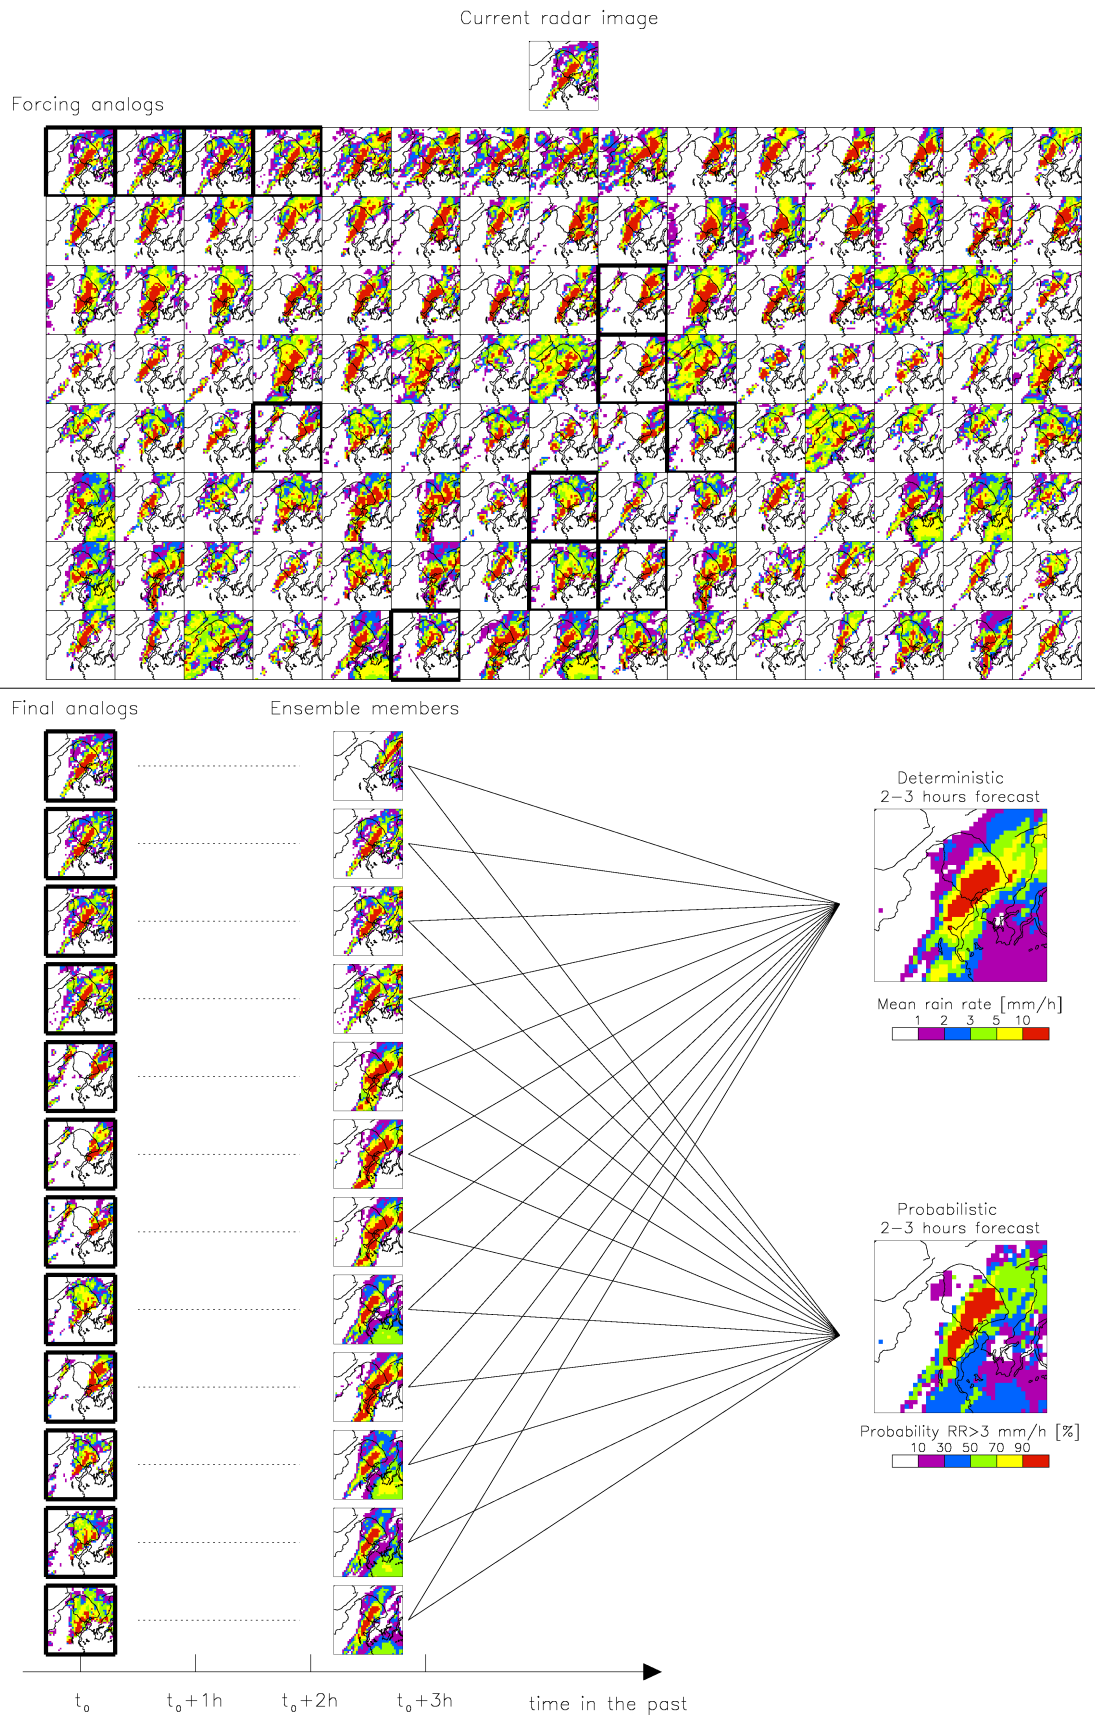 Current radar image
Forcing analogs
Final analogs
Ensemble members
Deterministic
2-3 hours forecast
Mean rain rate [mm/h]
1 2 3 5 10
Probabilistic
2-3 hours forecast
Probability RR>3 mm/h [%]
10 30 50 70 90
t₀ t₀+1h t₀+2h t₀+3h time in the past